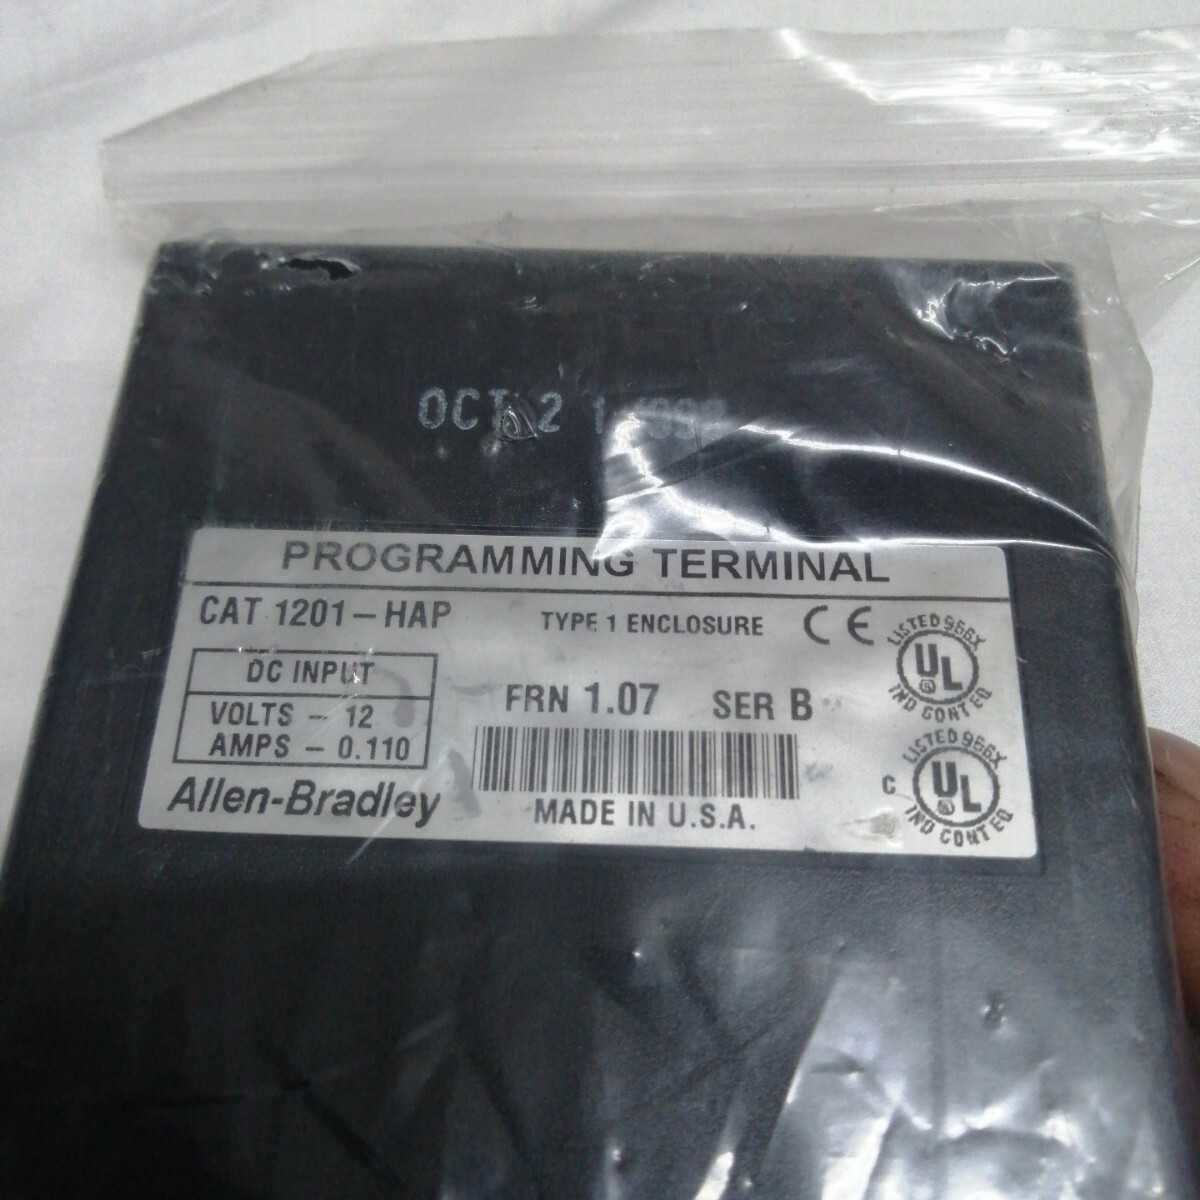 OCT 2 1
PROGRAMMING TERMINAL
CAT 1201-HAP TYPE 1 ENCLOSURE CE
DC INPUT
VOLTS - 12
AMPS - 0.110
FRN 1.07 SER B
Allen-Bradley
MADE IN U.S.A.
LISTED 966X
UL
IND CONT EQ
LISTED 966X
C UL
IND CONT EQ